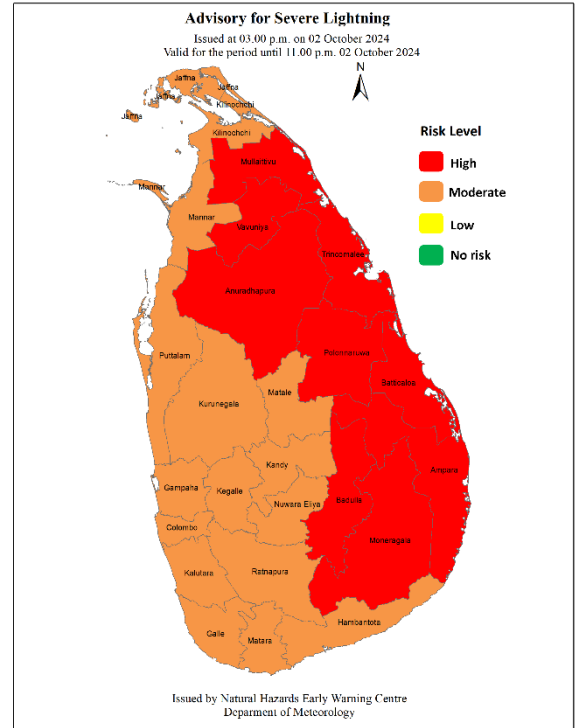 Advisory for Severe Lightning
Issued at 03.00 p.m. on 02 October 2024
Valid for the period until 11.00 p.m. 02 October 2024
N
Jaffna
Jaffna
Jaffna
Jaffna
Kilinochchi
Kilinochchi
Mullaitivu
Mannar
Mannar
Vavuniya
Trincomalee
Anuradhapura
Puttalam
Polonnaruwa
Batticaloa
Matale
Kurunegala
Kandy
Ampara
Gampaha
Kegalle
Nuwara Eliya
Badulla
Colombo
Moneragala
Kalutara
Ratnapura
Hambantota
Galle
Matara
Risk Level
High
Moderate
Low
No risk
Issued by Natural Hazards Early Warning Centre
Deparment of Meteorology